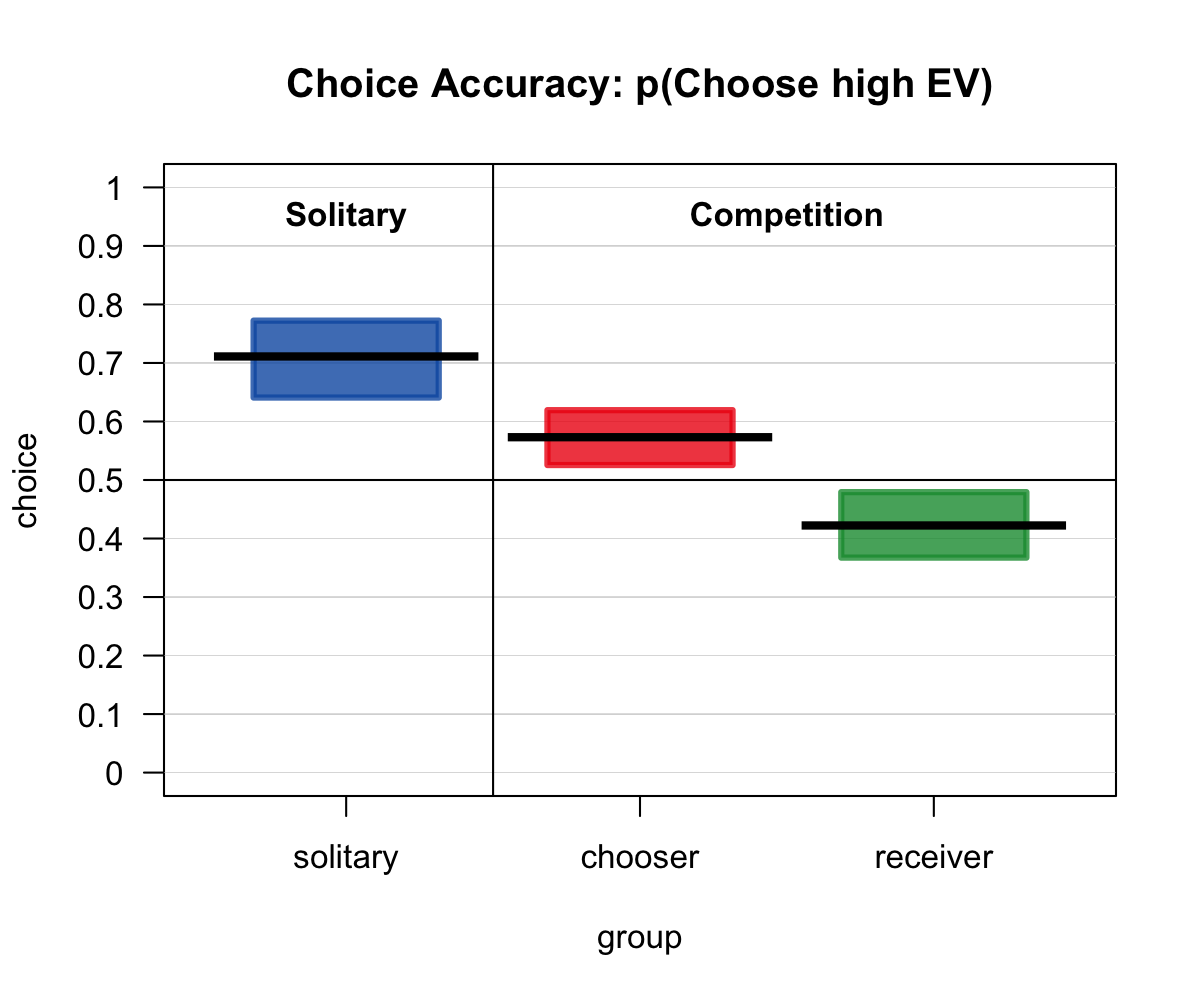 Choice Accuracy: p(Choose high EV)
Solitary
Competition
choice
1
0.9
0.8
0.7
0.6
0.5
0.4
0.3
0.2
0.1
0
solitary
chooser
receiver
group